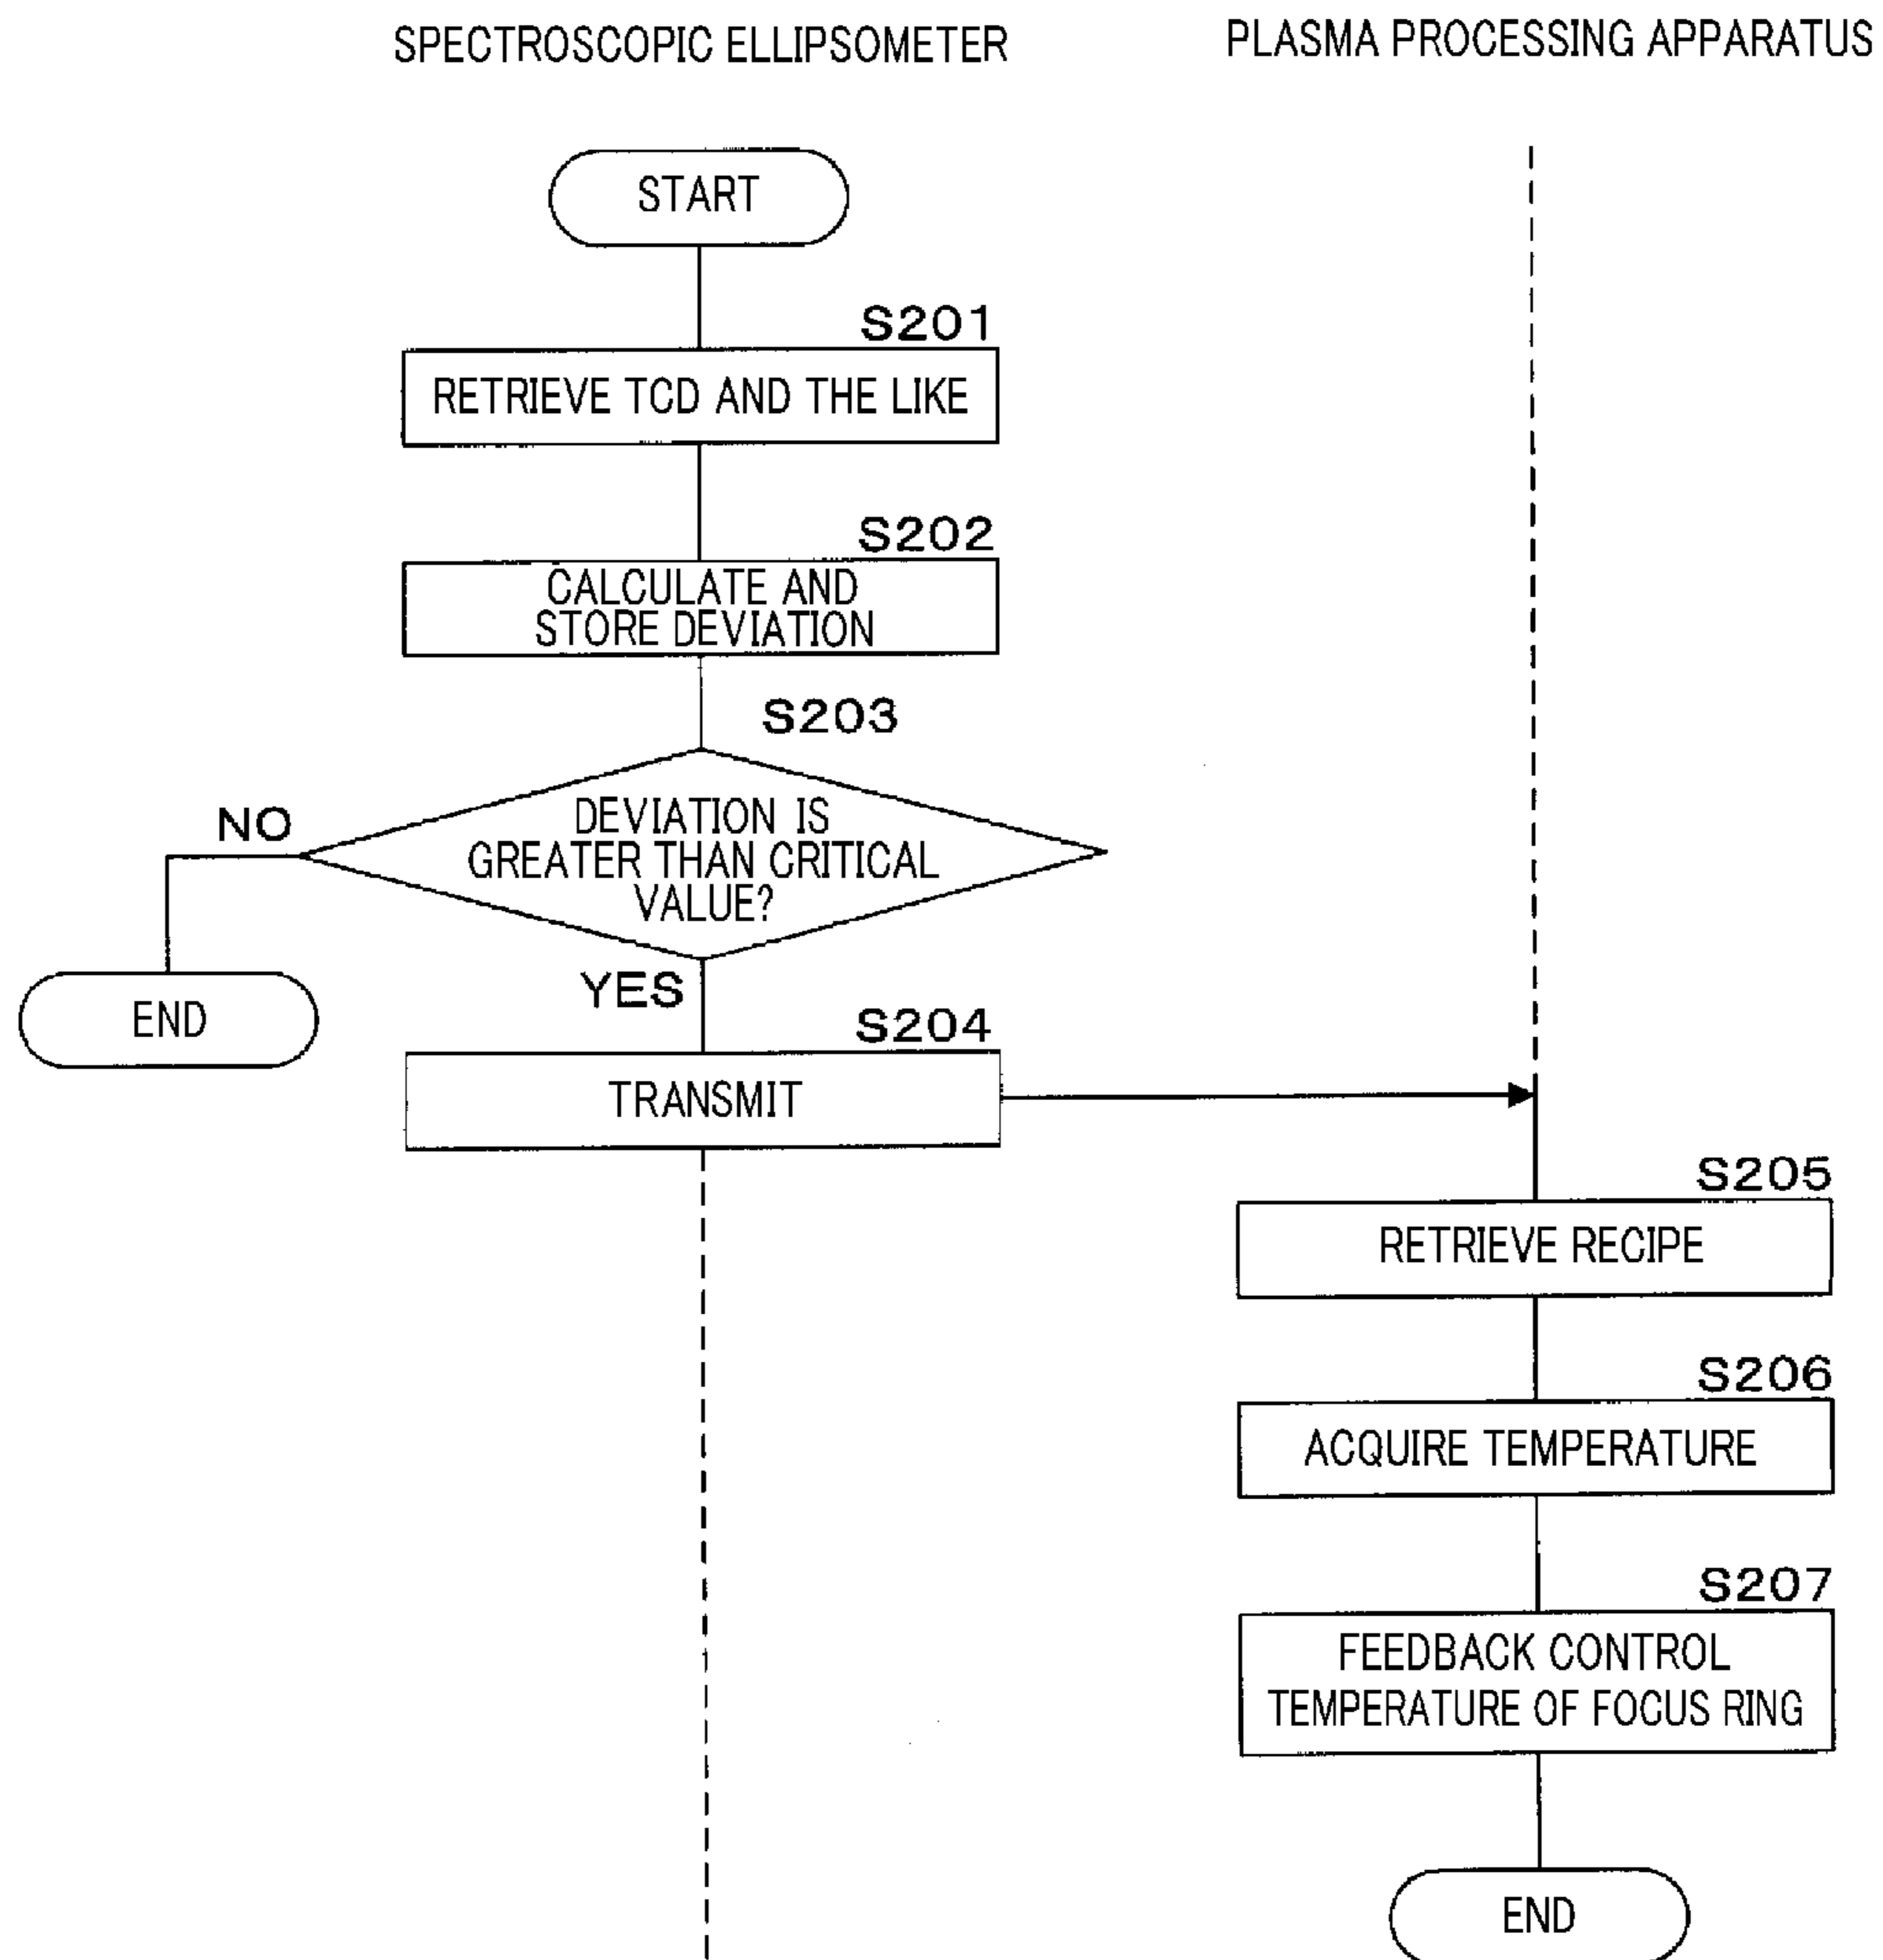 SPECTROSCOPIC ELLIPSOMETER
PLASMA PROCESSING APPARATUS
START
S201
RETRIEVE TCD AND THE LIKE
S202
CALCULATE AND
STORE DEVIATION
S203
DEVIATION IS
GREATER THAN CRITICAL
VALUE?
NO
END
YES
S204
TRANSMIT
S205
RETRIEVE RECIPE
S206
ACQUIRE TEMPERATURE
S207
FEEDBACK CONTROL
TEMPERATURE OF FOCUS RING
END